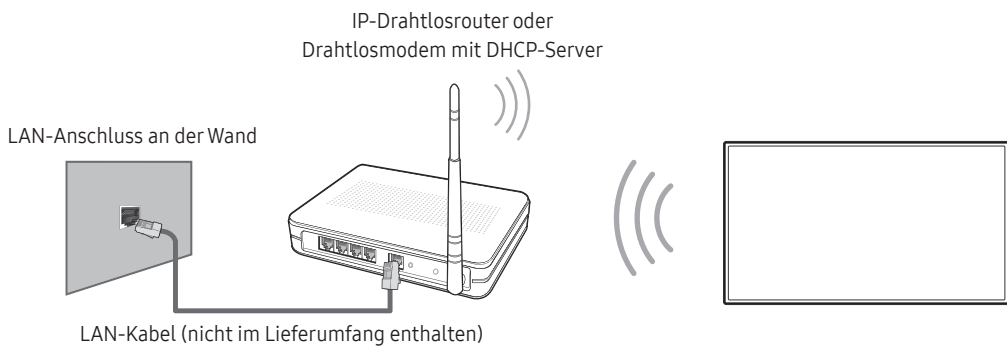 IP-Drahtlosrouter oder
Drahtlosmodem mit DHCP-Server
LAN-Anschluss an der Wand
LAN-Kabel (nicht im Lieferumfang enthalten)